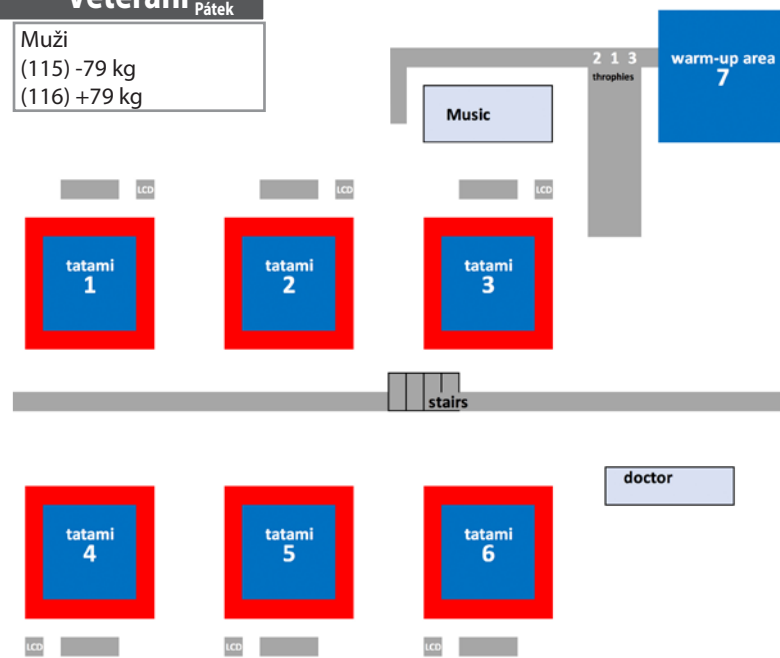 Veteráni Pátek
Muži
(115) -79 kg
(116) +79 kg
2 1 3
throphies
warm-up area
7
Music
LCD
LCD
LCD
tatami
1
tatami
2
tatami
3
stairs
doctor
tatami
4
tatami
5
tatami
6
LCD
LCD
LCD